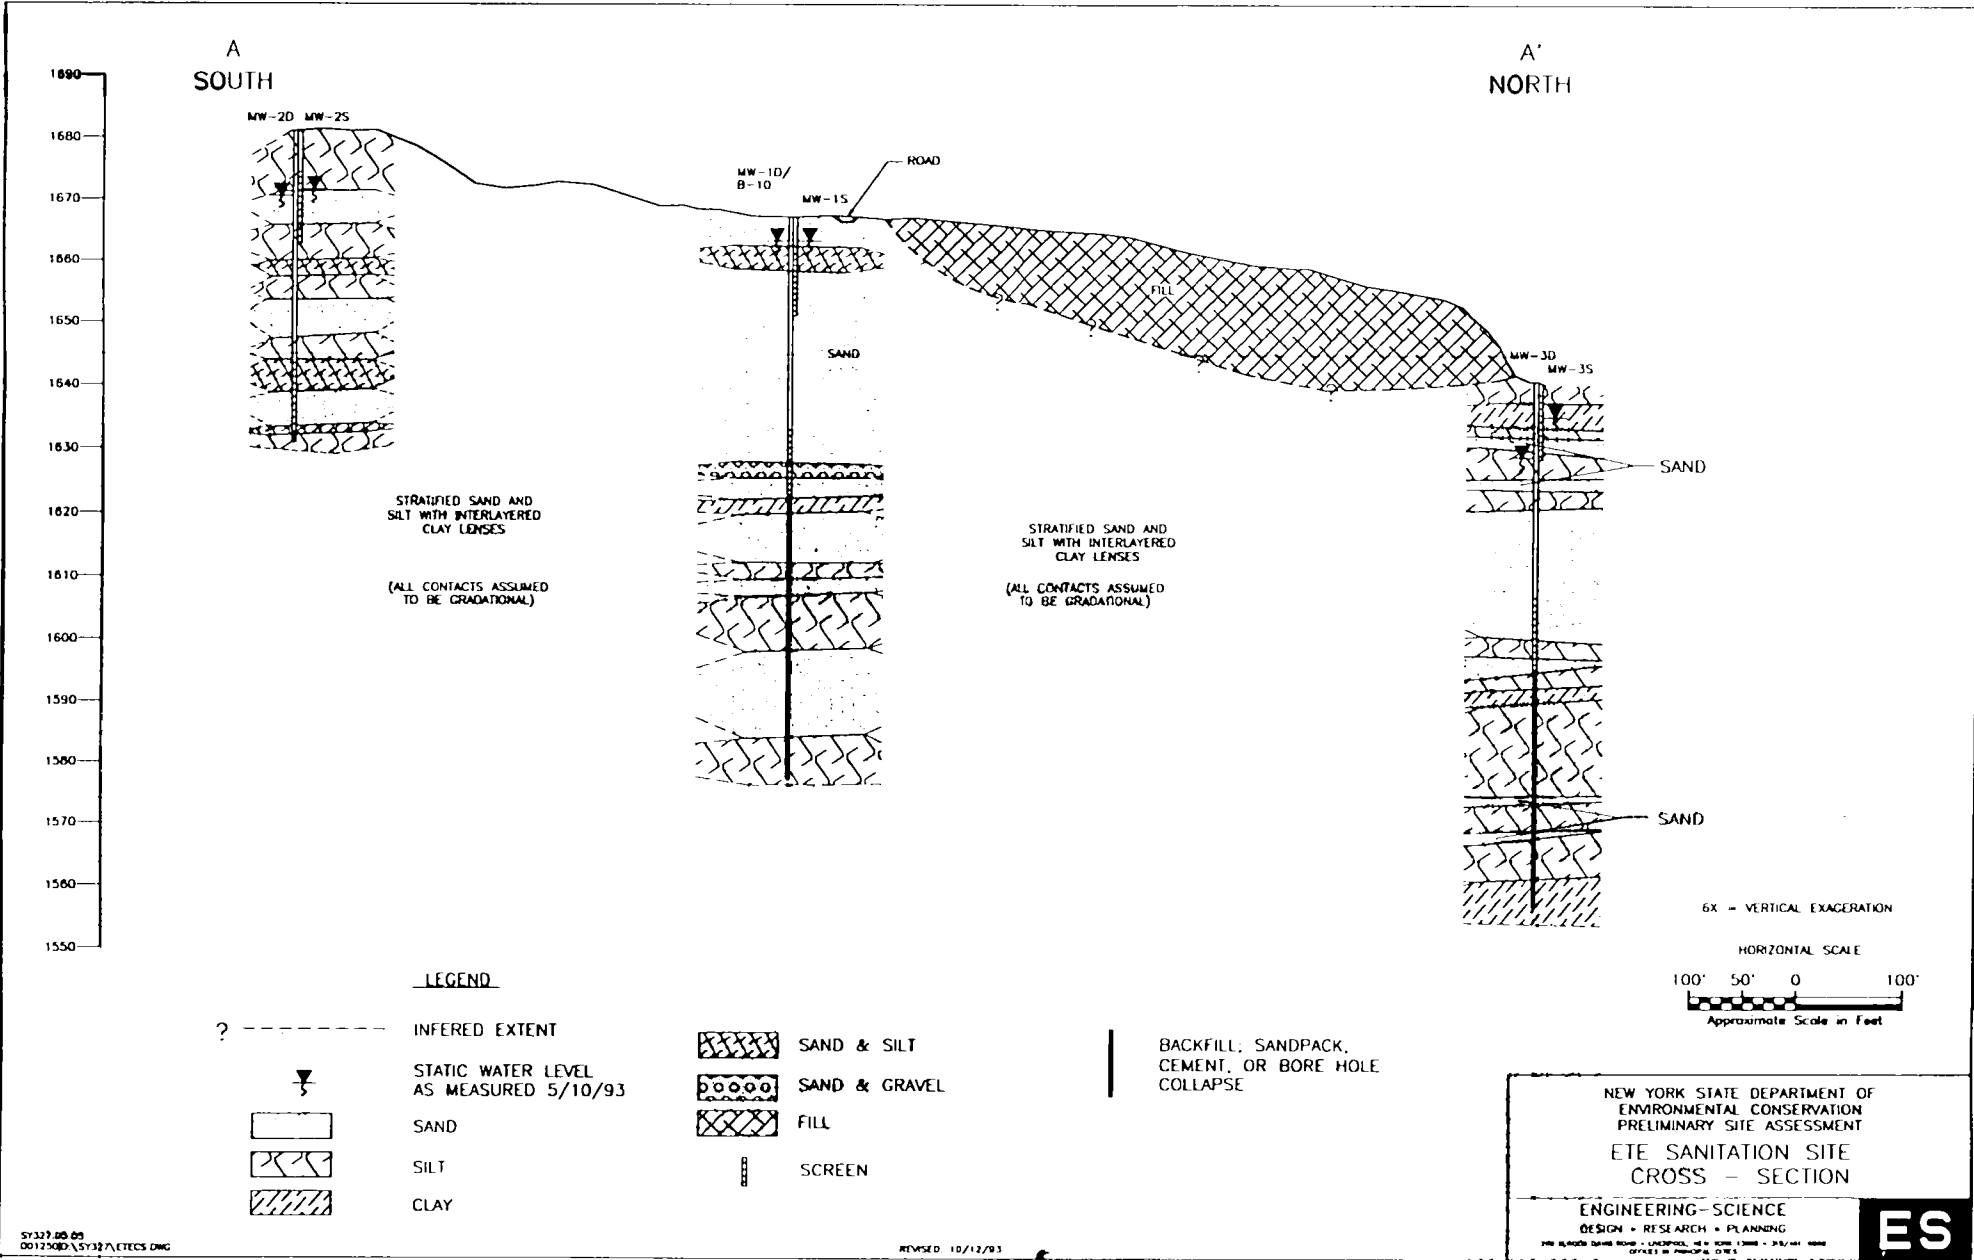 A
SOUTH
A'
NORTH
1690
1680
1670
1660
1650
1640
1630
1620
1610
1600
1590
1580
1570
1560
1550
MW-2D MW-2S
MW-1D/
B-10
MW-1S
ROAD
FILL
SAND
MW-3D
MW-3S
SAND
SAND
STRATIFIED SAND AND
SILT WITH INTERLAYERED
CLAY LENSES
(ALL CONTACTS ASSUMED
TO BE GRADATIONAL)
STRATIFIED SAND AND
SILT WITH INTERLAYERED
CLAY LENSES
(ALL CONTACTS ASSUMED
TO BE GRADATIONAL)
? ? ? ?
6X = VERTICAL EXAGERATION
HORIZONTAL SCALE
100' 50' 0 100'
Approximate Scale in Feet
LEGEND
? INFERED EXTENT
STATIC WATER LEVEL
AS MEASURED 5/10/93
SAND
SILT
CLAY
SAND & SILT
SAND & GRAVEL
FILL
SCREEN
BACKFILL; SANDPACK,
CEMENT, OR BORE HOLE
COLLAPSE
NEW YORK STATE DEPARTMENT OF
ENVIRONMENTAL CONSERVATION
PRELIMINARY SITE ASSESSMENT
ETE SANITATION SITE
CROSS - SECTION
ENGINEERING-SCIENCE
DESIGN • RESEARCH • PLANNING
OFFICES IN PRINCIPAL CITIES
ES
REVISED 10/12/93